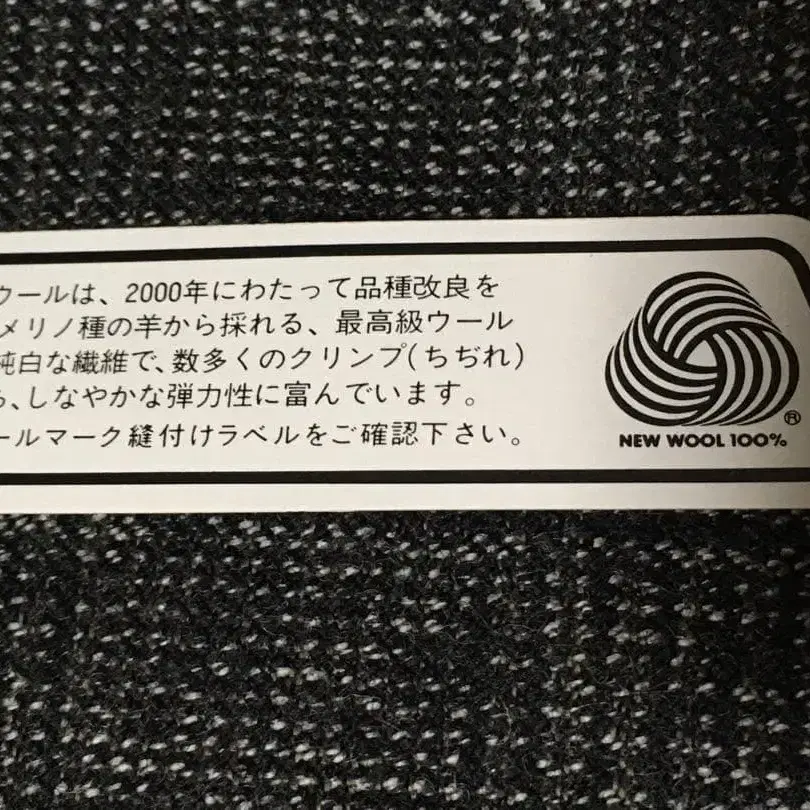 ウールは、2000年にわたって品種改良を
メリノ種の羊から採れる、最高級ウール
純白な繊維で、数多くのクリンプ(ちぢれ)
、しなやかな弾力性に富んでいます。
ールマーク縫付けラベルをご確認下さい。
NEW WOOL 100%
®